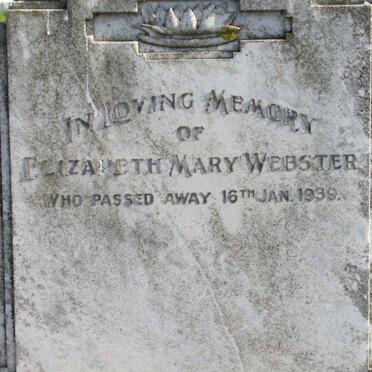 In Loving Memory
of
Elizabeth Mary Webster
Who passed away 16th Jan. 1939.